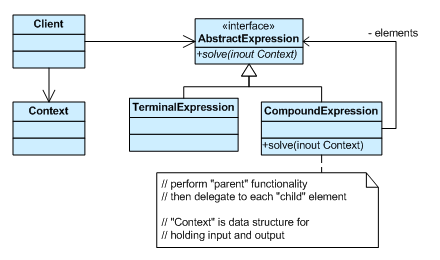 Client
«interface»
AbstractExpression
+solve(inout Context)
- elements
Context
TerminalExpression
CompoundExpression
+solve(inout Context)
// perform "parent" functionality
// then delegate to each "child" element
// "Context" is data structure for
// holding input and output